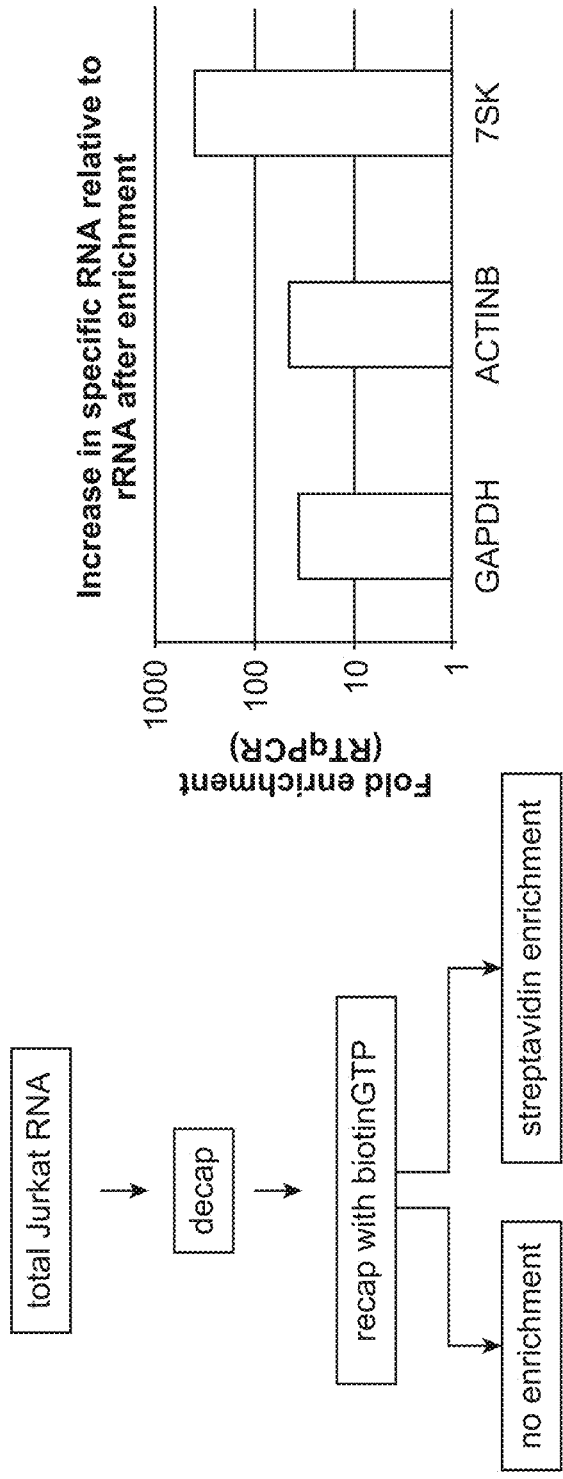 total Jurkat RNA
decap
recap with biotinGTP
no enrichment
streptavidin enrichment
Increase in specific RNA relative to
rRNA after enrichment
Fold enrichment
(RTqPCR)
1000
100
10
1
GAPDH
ACTINB
7SK